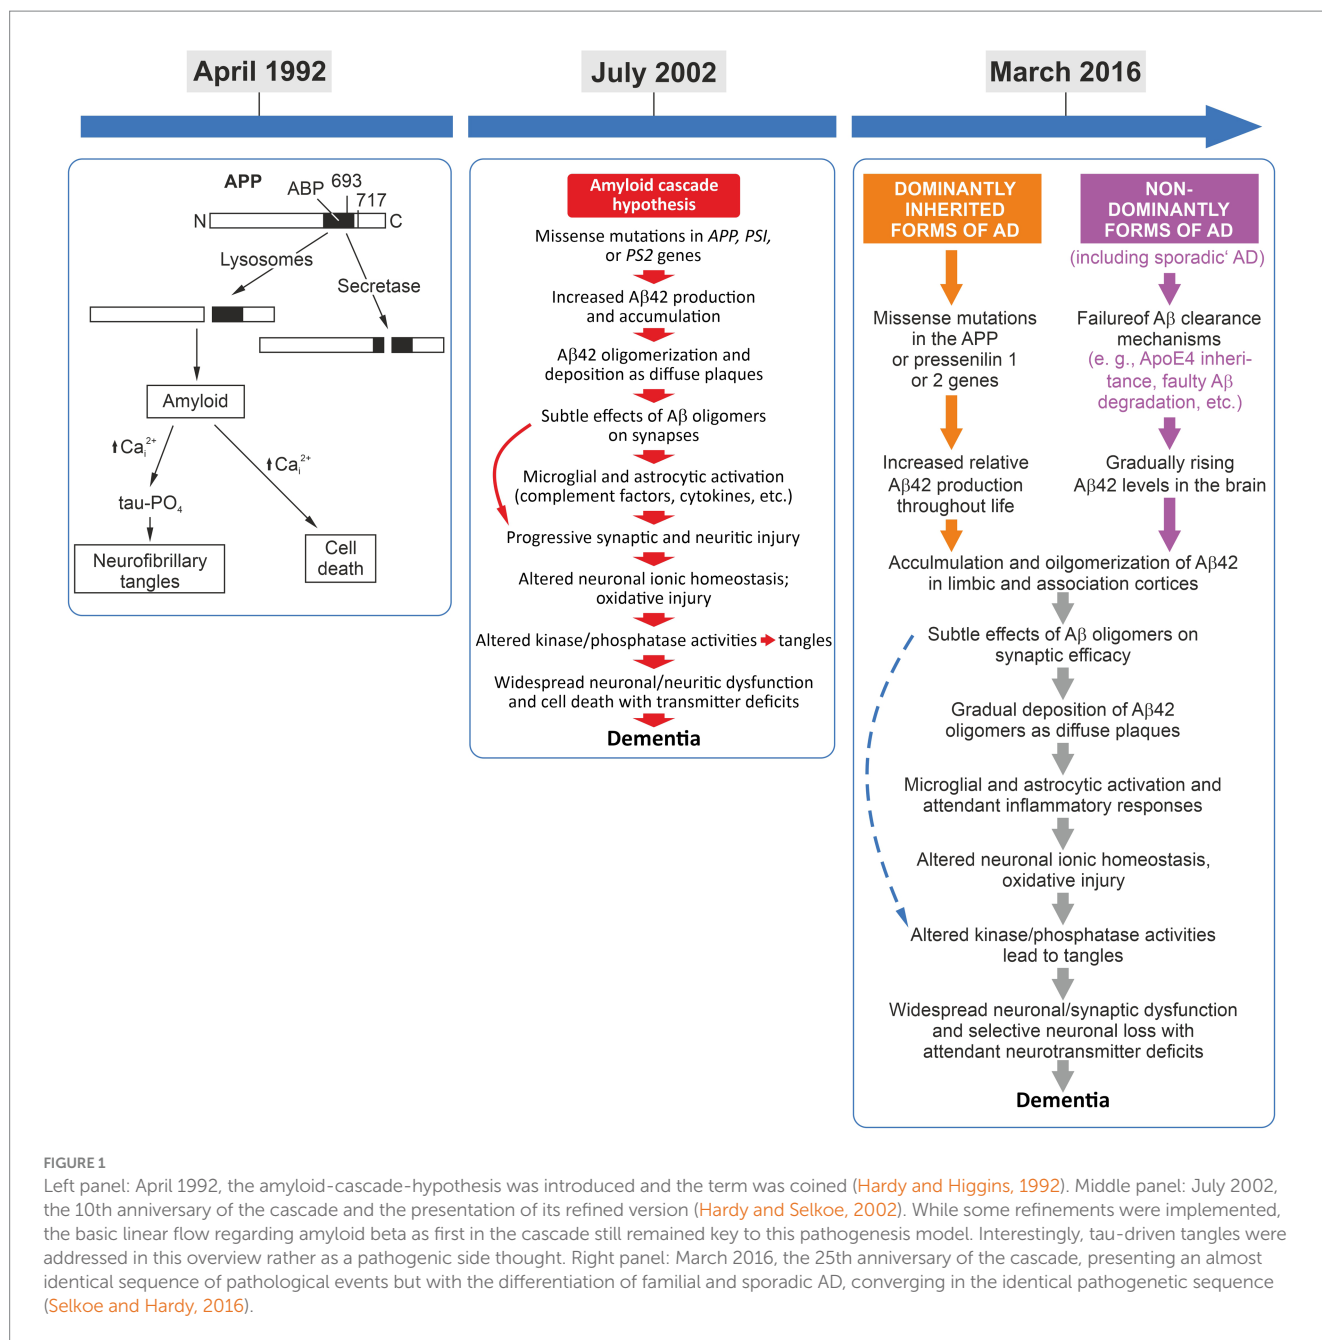 April 1992
July 2002
March 2016
APP
ABP
693
717
N
C
Lysosomes
Secretase
Amyloid
⬆Ca i 2+
⬆Ca i 2+
tau-PO4
Neurofibrillary
tangles
Cell
death
Amyloid cascade
hypothesis
Missense mutations in APP, PSI,
or PS2 genes
Increased Aβ42 production
and accumulation
Aβ42 oligomerization and
deposition as diffuse plaques
Subtle effects of Aβ oligomers
on synapses
Microglial and astrocytic activation
(complement factors, cytokines, etc.)
Progressive synaptic and neuritic injury
Altered neuronal ionic homeostasis;
oxidative injury
Altered kinase/phosphatase activities ➡ tangles
Widespread neuronal/neuritic dysfunction
and cell death with transmitter deficits
Dementia
DOMINANTLY
INHERITED
FORMS OF AD
Missense mutations
in the APP
or pressenilin 1
or 2 genes
Increased relative
Aβ42 production
throughout life
NON-
DOMINANTLY
FORMS OF AD
(including sporadic‘ AD)
Failureof Aβ clearance
mechanisms
(e. g., ApoE4 inheri-
tance, faulty Aβ
degradation, etc.)
Gradually rising
Aβ42 levels in the brain
Acculmulation and oilgomerization of Aβ42
in limbic and association cortices
Subtle effects of Aβ oligomers on
synaptic efficacy
Gradual deposition of Aβ42
oligomers as diffuse plaques
Microglial and astrocytic activation and
attendant inflammatory responses
Altered neuronal ionic homeostasis,
oxidative injury
Altered kinase/phosphatase activities
lead to tangles
Widespread neuronal/synaptic dysfunction
and selective neuronal loss with
attendant neurotransmitter deficits
Dementia
FIGURE 1
Left panel: April 1992, the amyloid-cascade-hypothesis was introduced and the term was coined (Hardy and Higgins, 1992). Middle panel: July 2002,
the 10th anniversary of the cascade and the presentation of its refined version (Hardy and Selkoe, 2002). While some refinements were implemented,
the basic linear flow regarding amyloid beta as first in the cascade still remained key to this pathogenesis model. Interestingly, tau-driven tangles were
addressed in this overview rather as a pathogenic side thought. Right panel: March 2016, the 25th anniversary of the cascade, presenting an almost
identical sequence of pathological events but with the differentiation of familial and sporadic AD, converging in the identical pathogenetic sequence
(Selkoe and Hardy, 2016).